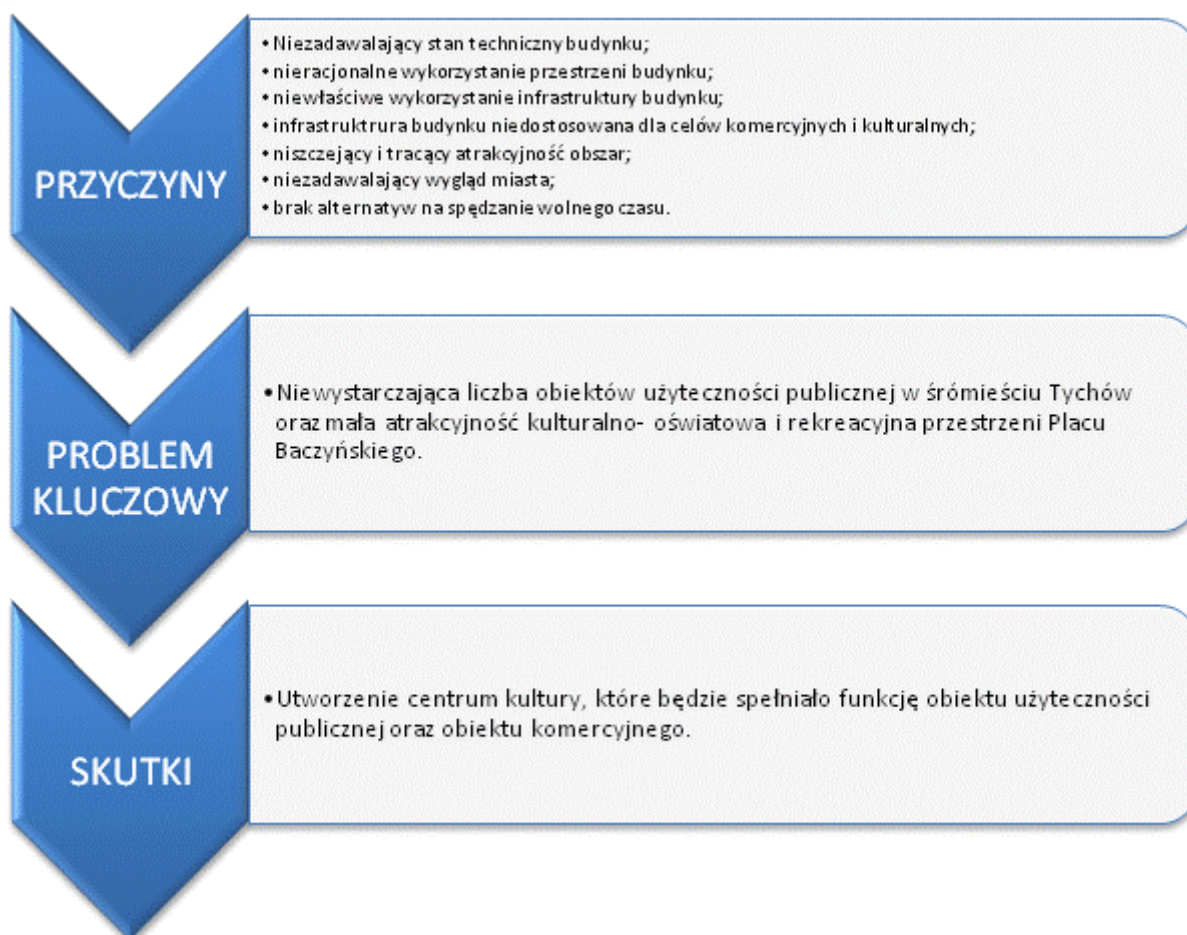 PRZYCZYNY
• Niezadawalający stan techniczny budynku;
• nieracjonalne wykorzystanie przestrzeni budynku;
• niewłaściwe wykorzystanie infrastruktury budynku;
• infrastruktrura budynku niedostosowana dla celów komercyjnych i kulturalnych;
• niszczejący i tracący atrakcyjność obszar;
• niezadawalający wygląd miasta;
• brak alternatyw na spędzanie wolnego czasu.
PROBLEM
KLUCZOWY
• Niewystarczająca liczba obiektów użyteczności publicznej w śrómieściu Tychów
oraz mała atrakcyjność kulturalno- oświatowa i rekreacyjna przestrzeni Placu
Baczyńskiego.
SKUTKI
• Utworzenie centrum kultury, które będzie spełniało funkcję obiektu użyteczności
publicznej oraz obiektu komercyjnego.